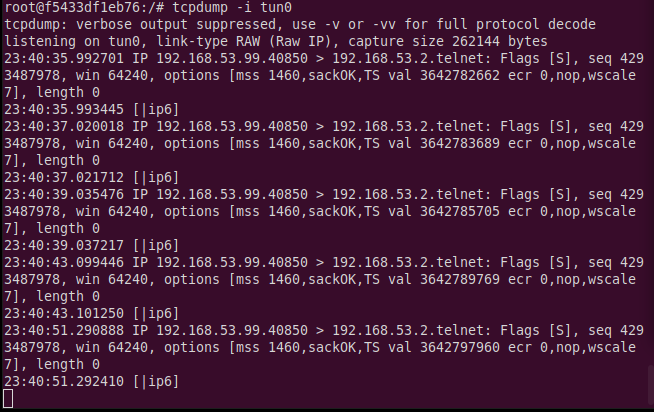 root@f5433df1eb76:/# tcpdump -i tun0
tcpdump: verbose output suppressed, use -v or -vv for full protocol decode
listening on tun0, link-type RAW (Raw IP), capture size 262144 bytes
23:40:35.992701 IP 192.168.53.99.40850 > 192.168.53.2.telnet: Flags [S], seq 429
3487978, win 64240, options [mss 1460,sackOK,TS val 3642782662 ecr 0,nop,wscale
7], length 0
23:40:35.993445 [|ip6]
23:40:37.020018 IP 192.168.53.99.40850 > 192.168.53.2.telnet: Flags [S], seq 429
3487978, win 64240, options [mss 1460,sackOK,TS val 3642783689 ecr 0,nop,wscale
7], length 0
23:40:37.021712 [|ip6]
23:40:39.035476 IP 192.168.53.99.40850 > 192.168.53.2.telnet: Flags [S], seq 429
3487978, win 64240, options [mss 1460,sackOK,TS val 3642785705 ecr 0,nop,wscale
7], length 0
23:40:39.037217 [|ip6]
23:40:43.099446 IP 192.168.53.99.40850 > 192.168.53.2.telnet: Flags [S], seq 429
3487978, win 64240, options [mss 1460,sackOK,TS val 3642789769 ecr 0,nop,wscale
7], length 0
23:40:43.101250 [|ip6]
23:40:51.290888 IP 192.168.53.99.40850 > 192.168.53.2.telnet: Flags [S], seq 429
3487978, win 64240, options [mss 1460,sackOK,TS val 3642797960 ecr 0,nop,wscale
7], length 0
23:40:51.292410 [|ip6]